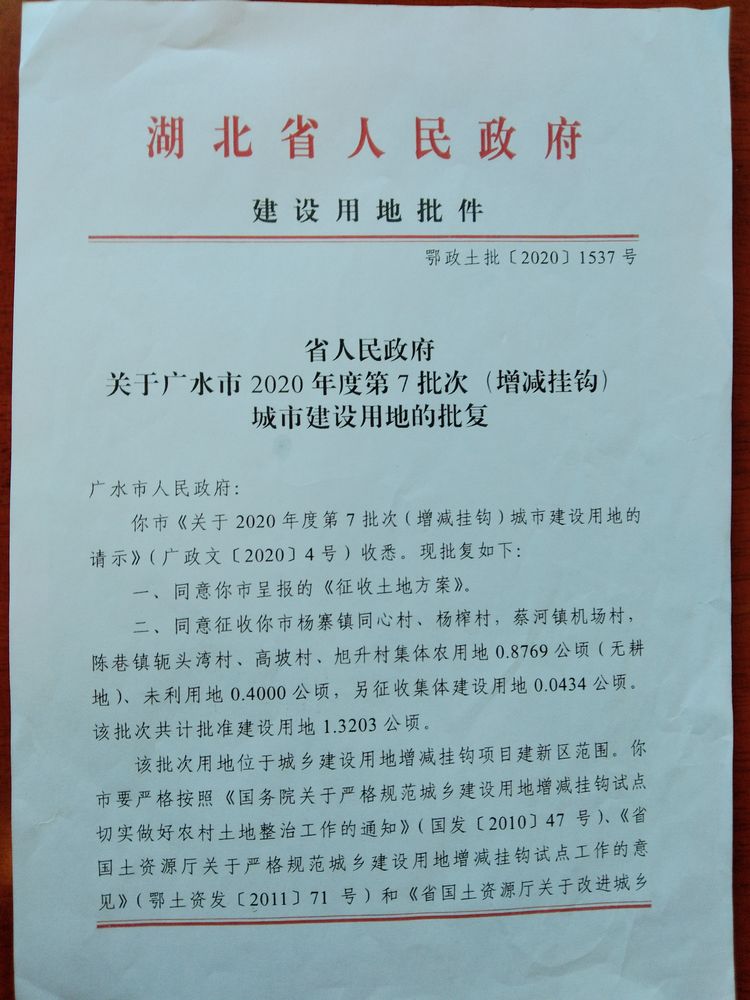 湖北省人民政府
建设用地批件
鄂政土批〔2020〕1537号
省人民政府
关于广水市2020年度第7批次（增减挂钩）
城市建设用地的批复
广水市人民政府：
你市《关于2020年度第7批次（增减挂钩）城市建设用地的
请示》（广政文〔2020〕4号）收悉。现批复如下：
一、同意你市呈报的《征收土地方案》。
二、同意征收你市杨寨镇同心村、杨榨村，蔡河镇机场村，
陈巷镇轭头湾村、高坡村、旭升村集体农用地0.8769公顷（无耕
地）、未利用地0.4000公顷，另征收集体建设用地0.0434公顷。
该批次共计批准建设用地1.3203公顷。
该批次用地位于城乡建设用地增减挂钩项目建新区范围。你
市要严格按照《国务院关于严格规范城乡建设用地增减挂钩试点
切实做好农村土地整治工作的通知》（国发〔2010〕47号）、《省
国土资源厅关于严格规范城乡建设用地增减挂钩试点工作的意
见》（鄂土资发〔2011〕71号）和《省国土资源厅关于改进城乡